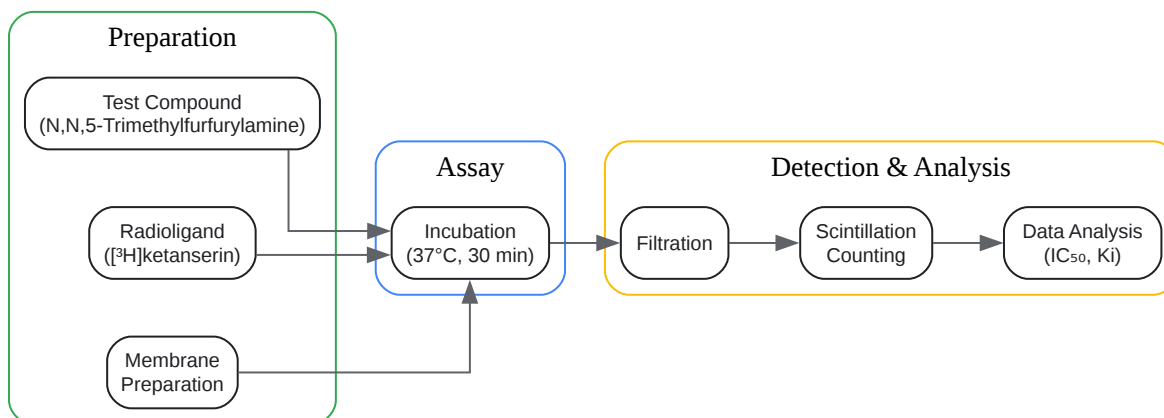 Preparation
Test Compound
(N,N,5-Trimethylfurfurylamine)
Radioligand
([³H]ketanserin)
Membrane
Preparation
Assay
Incubation
(37°C, 30 min)
Detection & Analysis
Filtration
Scintillation
Counting
Data Analysis
(IC₅₀, Ki)